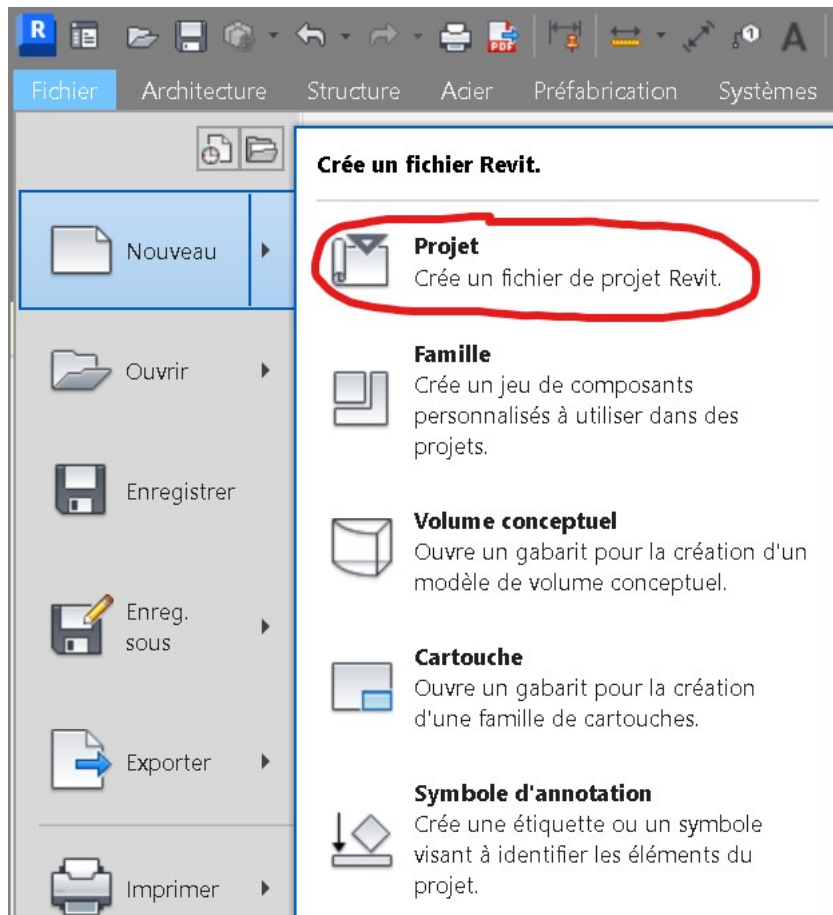 R
PDF
1
A
Fichier Architecture Structure Acier Préfabrication Systèmes
Nouveau
Ouvrir
Enregistrer
Enreg.
sous
Exporter
Imprimer
Crée un fichier Revit.
Projet
Crée un fichier de projet Revit.
Famille
Crée un jeu de composants
personnalisés à utiliser dans des
projets.
Volume conceptuel
Ouvre un gabarit pour la création d'un
modèle de volume conceptuel.
Cartouche
Ouvre un gabarit pour la création
d'une famille de cartouches.
Symbole d'annotation
Crée une étiquette ou un symbole
visant à identifier les éléments du
projet.